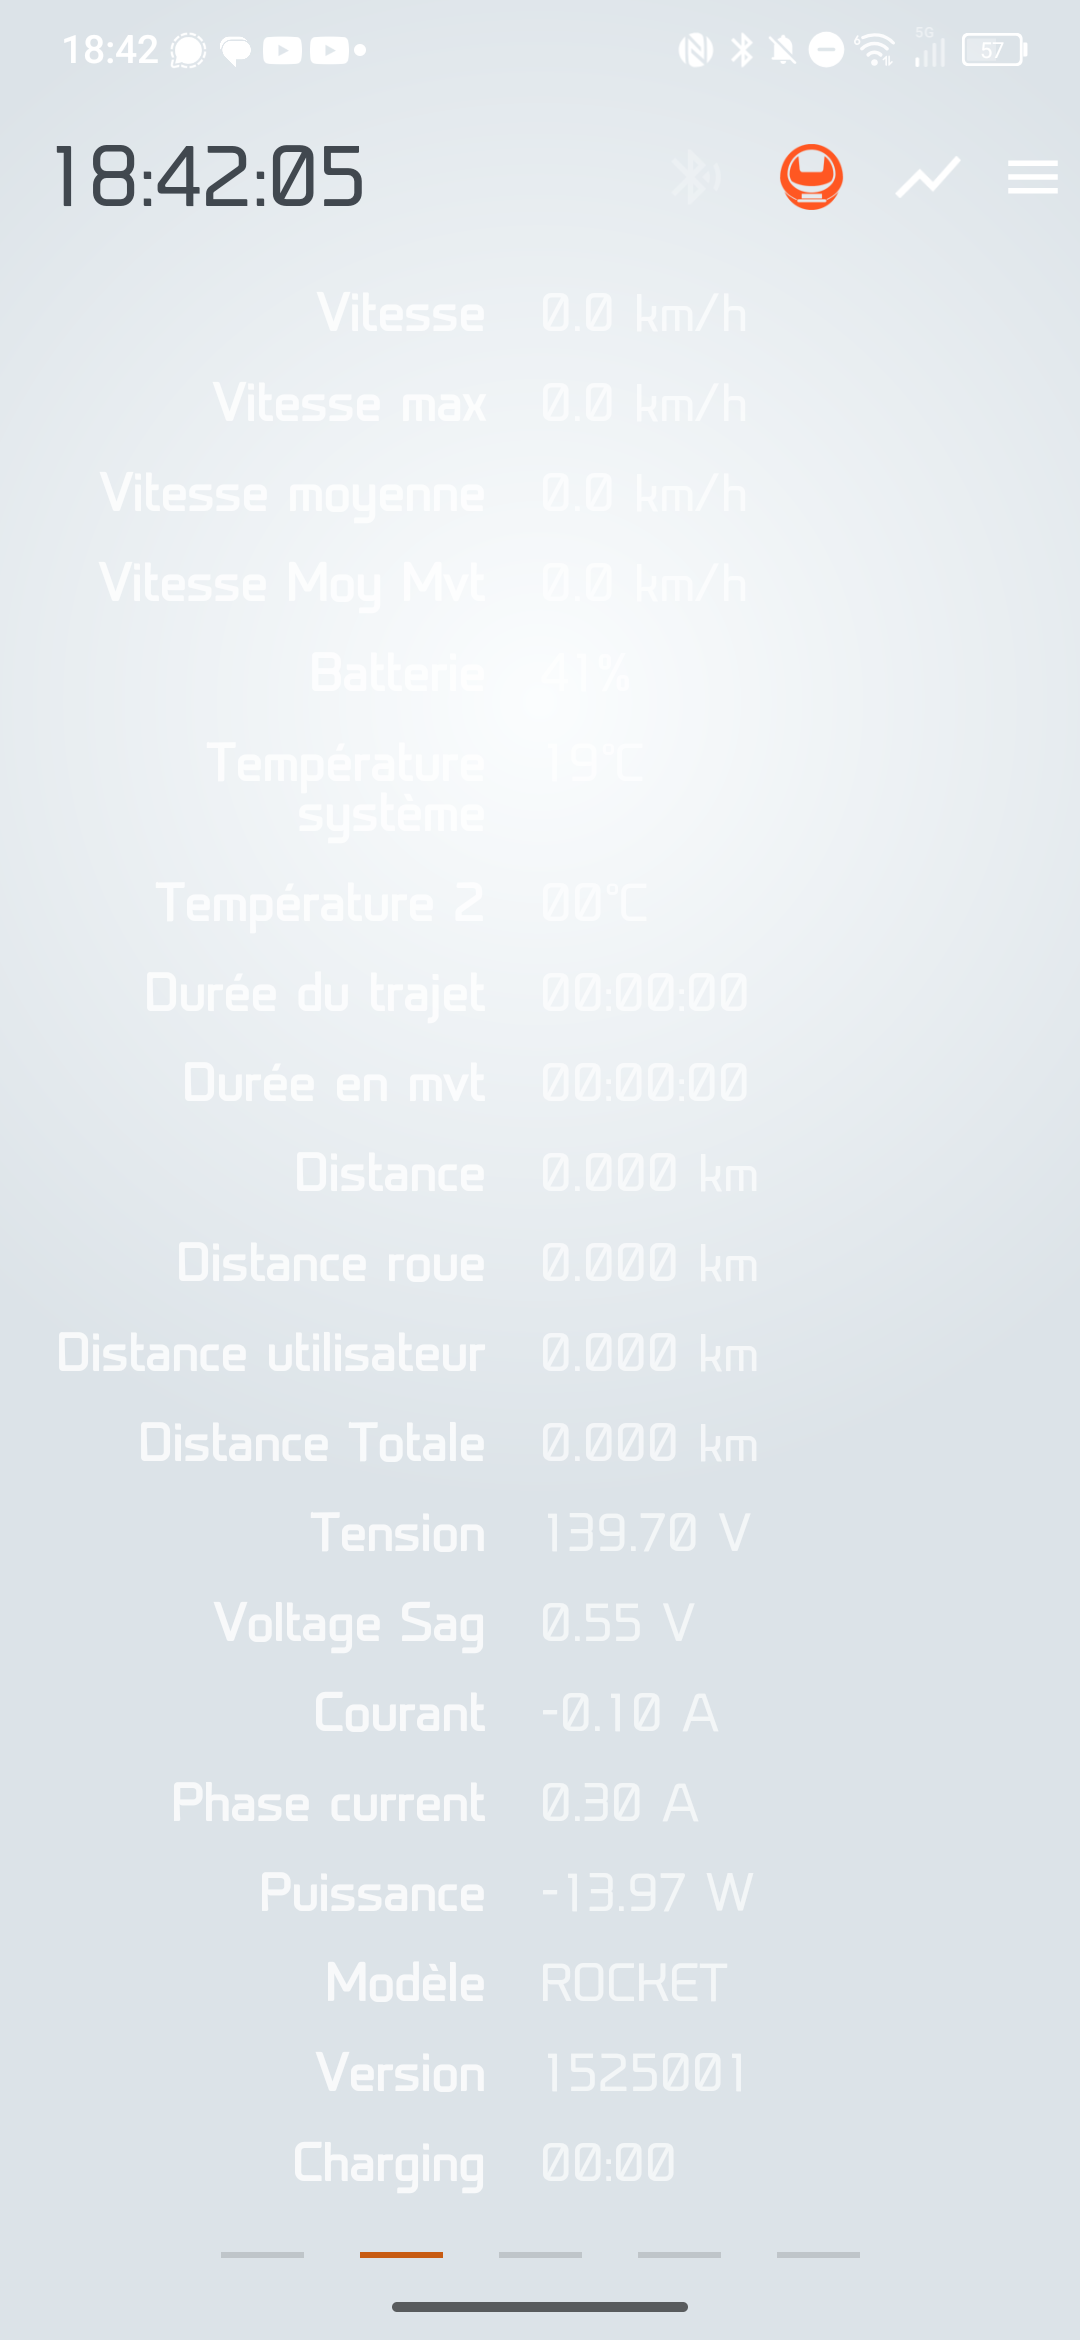 18:42
6
5G
57
18:42:05
Vitesse 0.0 km/h
Vitesse max 0.0 km/h
Vitesse moyenne 0.0 km/h
Vitesse Moy Mvt 0.0 km/h
Batterie 41%
Température 19°C
système
Température 2 00°C
Durée du trajet 00:00:00
Durée en mvt 00:00:00
Distance 0.000 km
Distance roue 0.000 km
Distance utilisateur 0.000 km
Distance Totale 0.000 km
Tension 139.70 V
Voltage Sag 0.55 V
Courant -0.10 A
Phase current 0.30 A
Puissance -13.97 W
Modèle ROCKET
Version 1525001
Charging 00:00